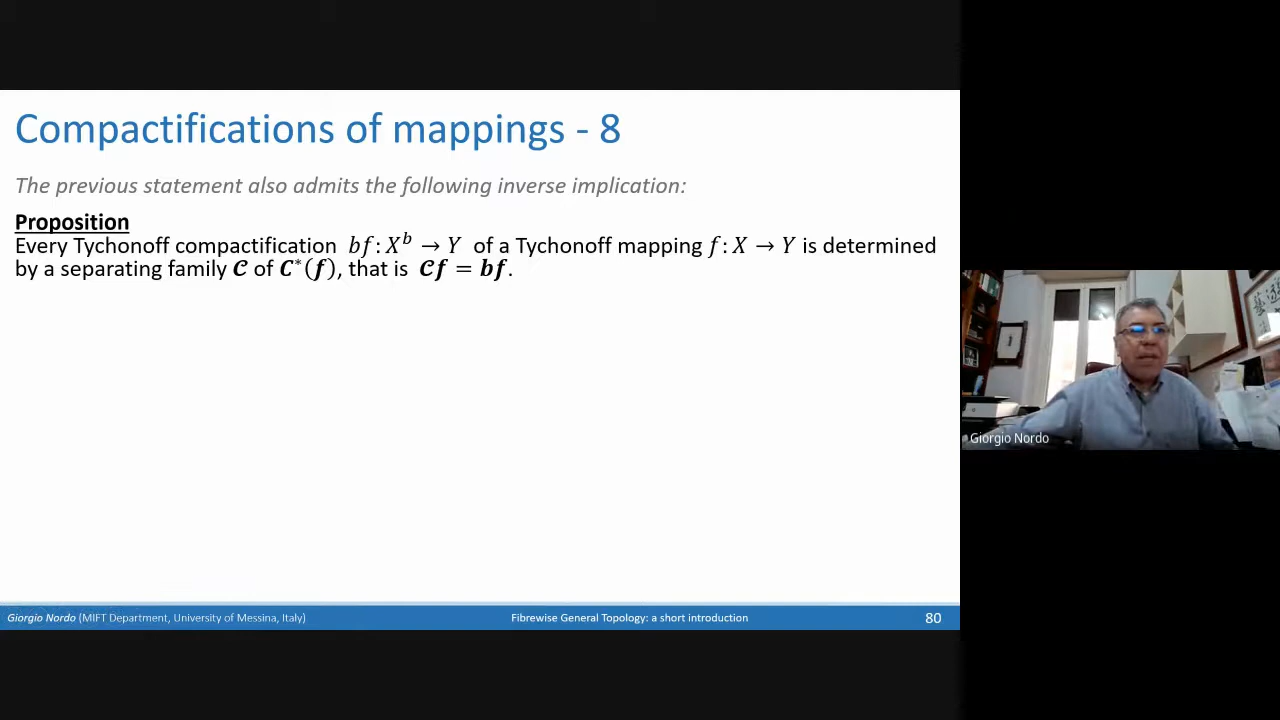 Compactifications of mappings - 8
The previous statement also admits the following inverse implication:
Proposition
Every Tychonoff compactification 𝑏𝑓: 𝑋ᵇ → 𝑌 of a Tychonoff mapping 𝑓: 𝑋 → 𝑌 is determined
by a separating family 𝓒 of 𝑪*(𝒇), that is 𝓒𝒇 = 𝒃𝒇.
Giorgio Nordo
Giorgio Nordo (MIFT Department, University of Messina, Italy)
Fibrewise General Topology: a short introduction
80